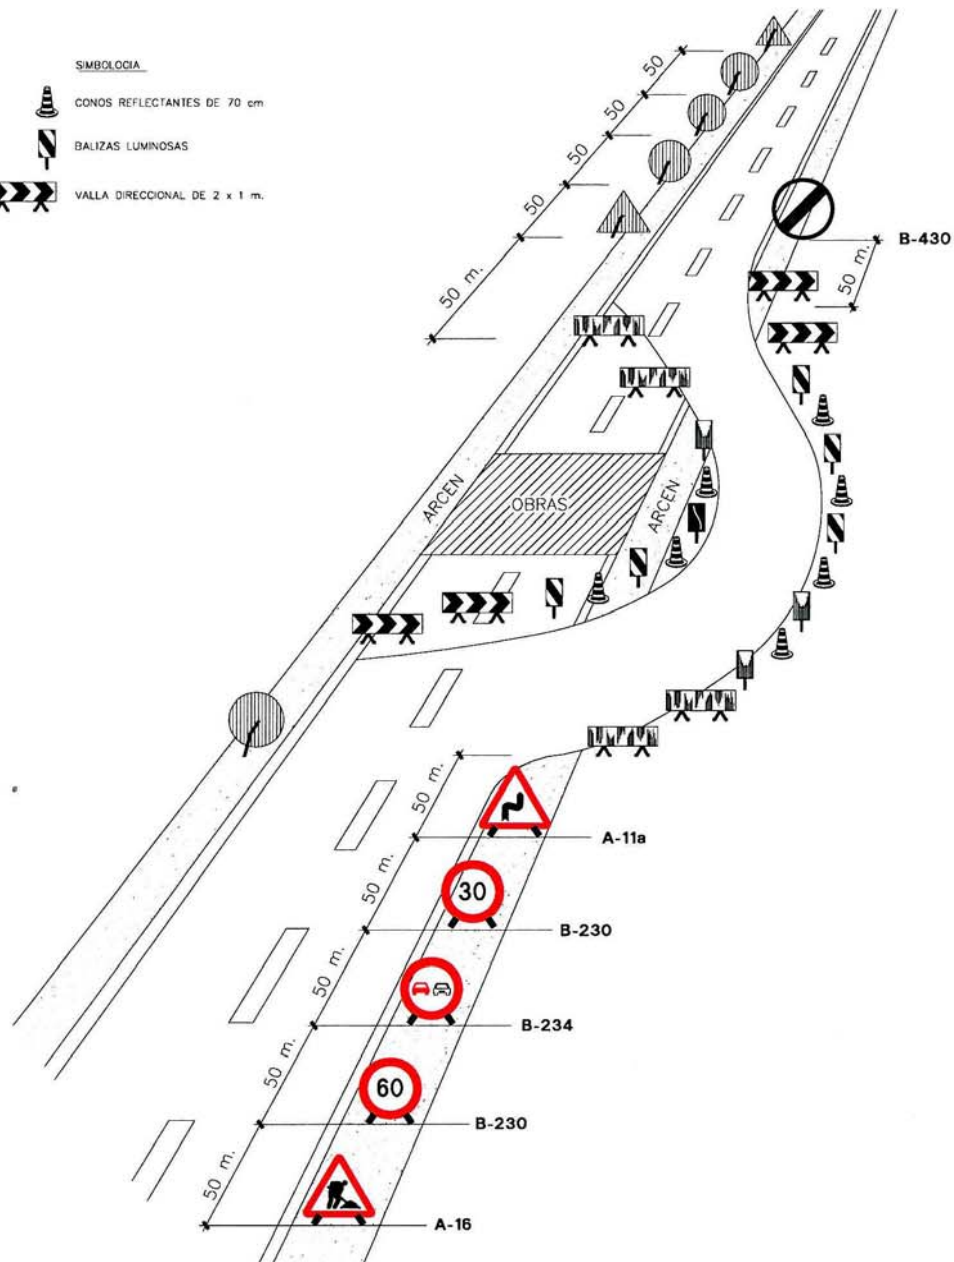 SIMBOLOGIA
CONOS REFLECTANTES DE 70 cm
BALIZAS LUMINOSAS
VALLA DIRECCIONAL DE 2 x 1 m.
50
50
50
50
50 m.
B-430
50 m.
ARCEN
OBRAS
ARCEN
50 m.
A-11a
50 m.
30
B-230
50 m.
B-234
50 m.
60
B-230
50 m.
A-16